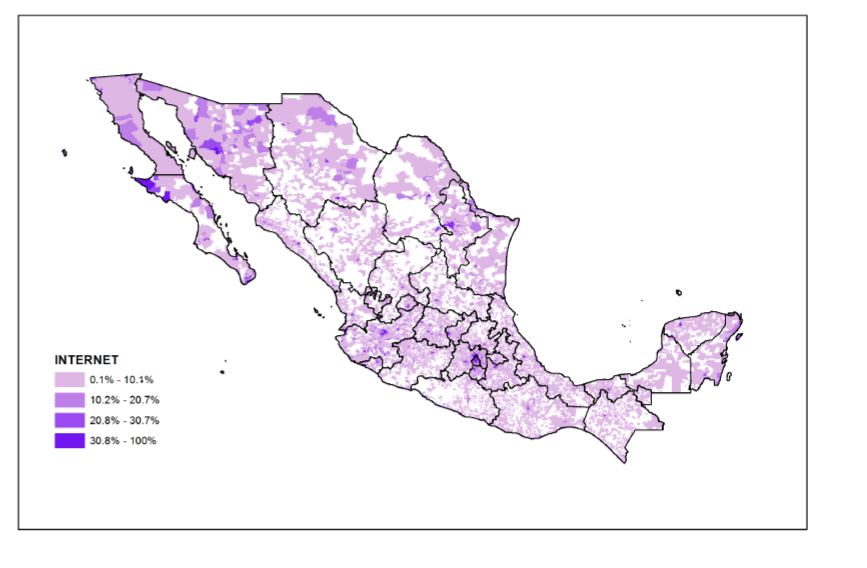 INTERNET
0.1% - 10.1%
10.2% - 20.7%
20.8% - 30.7%
30.8% - 100%